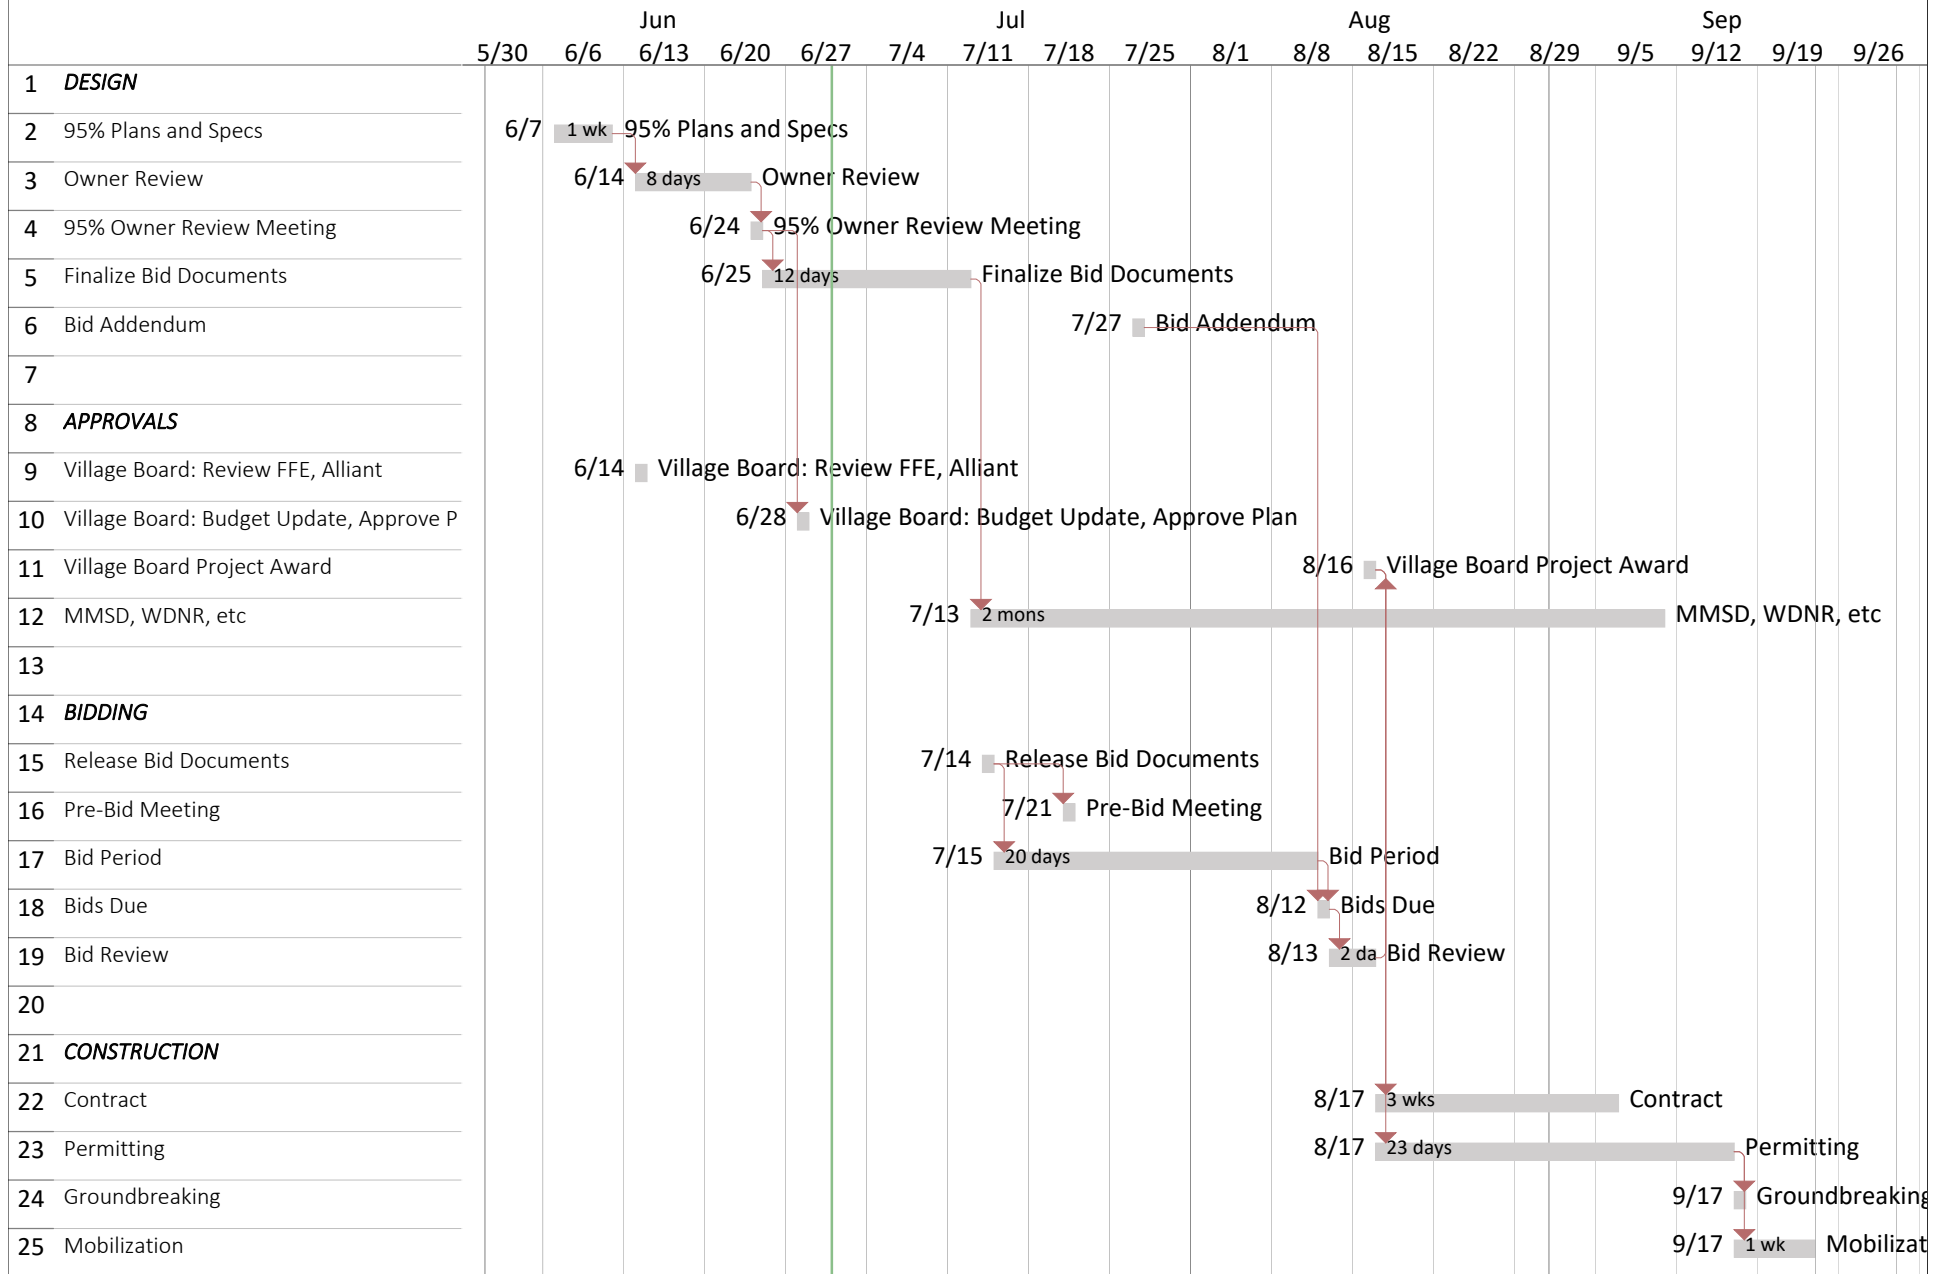 Jun Jul Aug Sep
5/30 6/6 6/13 6/20 6/27 7/4 7/11 7/18 7/25 8/1 8/8 8/15 8/22 8/29 9/5 9/12 9/19 9/26
1 DESIGN
2 95% Plans and Specs 6/7 1 wk 95% Plans and Specs
3 Owner Review 6/14 8 days Owner Review
4 95% Owner Review Meeting 6/24 95% Owner Review Meeting
5 Finalize Bid Documents 6/25 12 days Finalize Bid Documents
6 Bid Addendum 7/27 Bid Addendum
7
8 APPROVALS
9 Village Board: Review FFE, Alliant 6/14 Village Board: Review FFE, Alliant
10 Village Board: Budget Update, Approve P 6/28 Village Board: Budget Update, Approve Plan
11 Village Board Project Award 8/16 Village Board Project Award
12 MMSD, WDNR, etc 7/13 2 mons MMSD, WDNR, etc
13
14 BIDDING
15 Release Bid Documents 7/14 Release Bid Documents
16 Pre-Bid Meeting 7/21 Pre-Bid Meeting
17 Bid Period 7/15 20 days Bid Period
18 Bids Due 8/12 Bids Due
19 Bid Review 8/13 2 da Bid Review
20
21 CONSTRUCTION
22 Contract 8/17 3 wks Contract
23 Permitting 8/17 23 days Permitting
24 Groundbreaking 9/17 Groundbreaking
25 Mobilization 9/17 1 wk Mobilizat